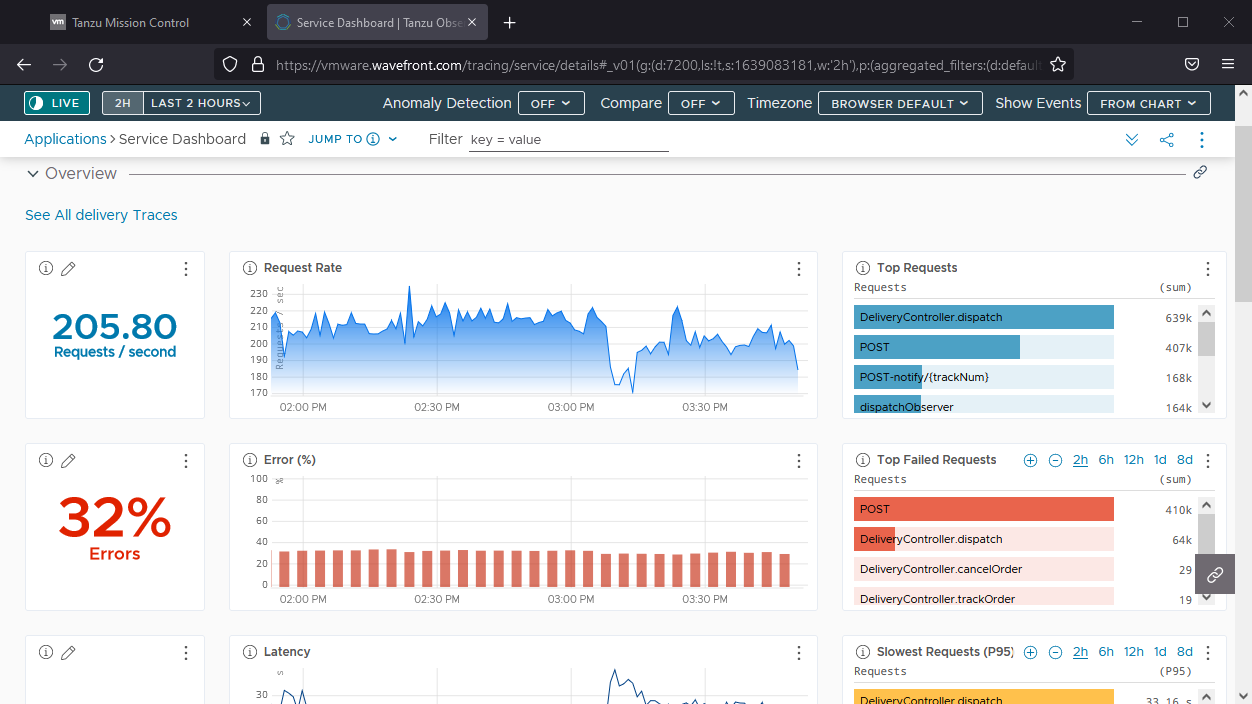 vm Tanzu Mission Control
Service Dashboard | Tanzu Obse
https://vmware.wavefront.com/tracing/service/details#_v01(g:(d:7200,ls:!t,s:1639083181,w:'2h'),p:(aggregated_filters:(d:default
LIVE 2H LAST 2 HOURS Anomaly Detection OFF Compare OFF Timezone BROWSER DEFAULT Show Events FROM CHART
Applications > Service Dashboard JUMP TO Filter key = value
Overview
See All delivery Traces
205.80
Requests / second
Request Rate
Requests / sec
230
220
210
200
190
180
170
02:00 PM 02:30 PM 03:00 PM 03:30 PM
Top Requests
Requests (sum)
DeliveryController.dispatch 639k
POST 407k
POST-notify/{trackNum} 168k
dispatchObserver 164k
32%
Errors
Error (%)
%
100
80
60
40
20
0
02:00 PM 02:30 PM 03:00 PM 03:30 PM
Top Failed Requests 2h 6h 12h 1d 8d
Requests (sum)
POST 410k
DeliveryController.dispatch 64k
DeliveryController.cancelOrder 29
DeliveryController.trackOrder 19
Latency
s
30
Slowest Requests (P95) 2h 6h 12h 1d 8d
Requests (P95)
DeliveryController.dispatch 33.16 s